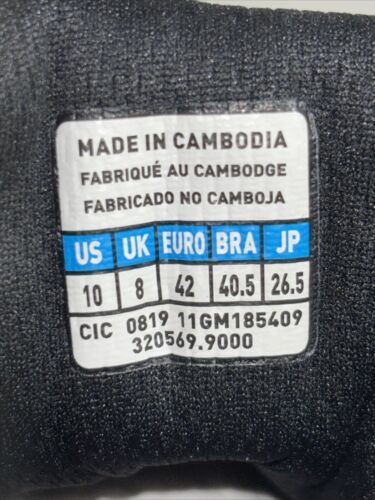 MADE IN CAMBODIA
FABRIQUÉ AU CAMBODGE
FABRICADO NO CAMBOJA
US UK EURO BRA JP
10 8 42 40.5 26.5
CIC 0819 11GM185409
320569.9000